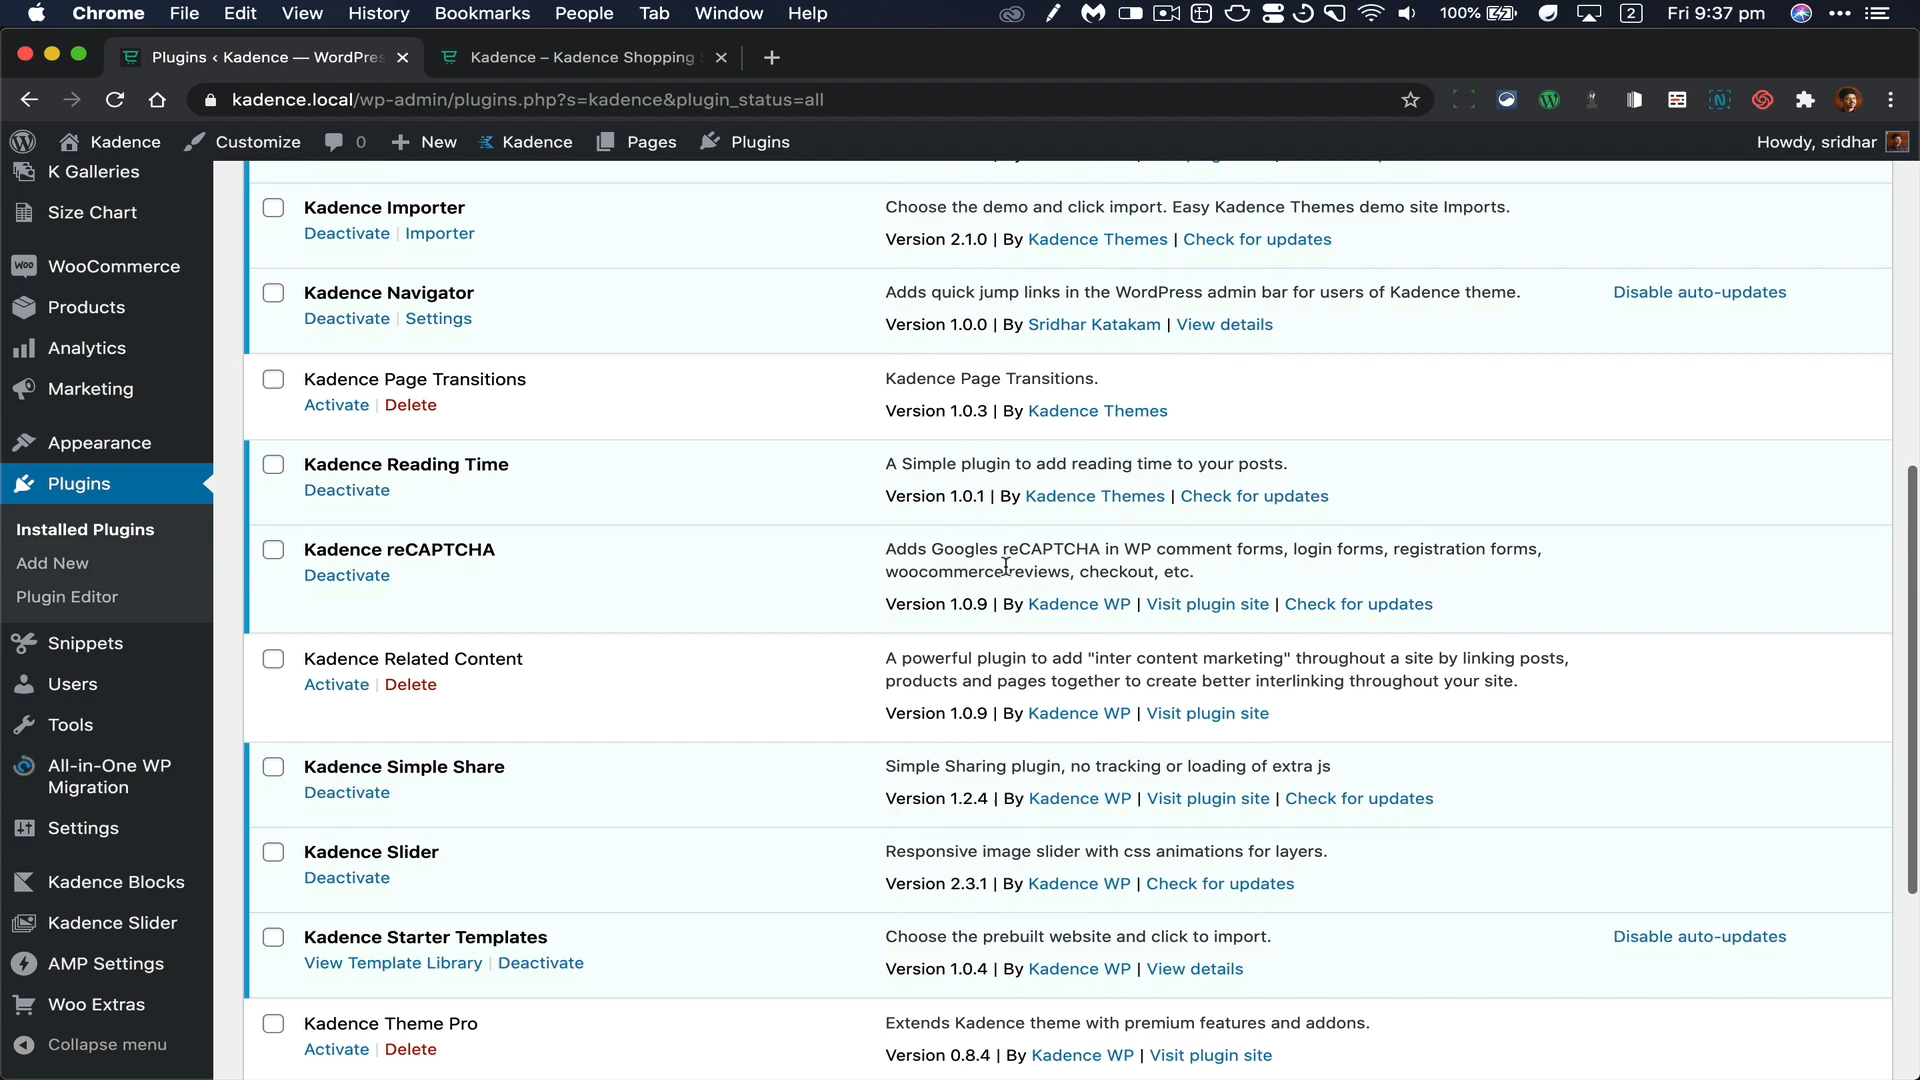 Chrome File Edit View History Bookmarks People Tab Window Help 100% 2 Fri 9:37 pm
Plugins ‹ Kadence — WordPre
Kadence – Kadence Shopping
kadence.local/wp-admin/plugins.php?s=kadence&plugin_status=all
Kadence Customize 0 New Kadence Pages Plugins Howdy, sridhar
K Galleries
Size Chart
WooCommerce
Products
Analytics
Marketing
Appearance
Plugins
Installed Plugins
Add New
Plugin Editor
Snippets
Users
Tools
All-in-One WP
Migration
Settings
Kadence Blocks
Kadence Slider
AMP Settings
Woo Extras
Collapse menu
Kadence Importer
Deactivate | Importer
Choose the demo and click import. Easy Kadence Themes demo site Imports.
Version 2.1.0 | By Kadence Themes | Check for updates
Kadence Navigator
Deactivate | Settings
Adds quick jump links in the WordPress admin bar for users of Kadence theme.
Version 1.0.0 | By Sridhar Katakam | View details
Disable auto-updates
Kadence Page Transitions
Activate | Delete
Kadence Page Transitions.
Version 1.0.3 | By Kadence Themes
Kadence Reading Time
Deactivate
A Simple plugin to add reading time to your posts.
Version 1.0.1 | By Kadence Themes | Check for updates
Kadence reCAPTCHA
Deactivate
Adds Googles reCAPTCHA in WP comment forms, login forms, registration forms,
woocommerce reviews, checkout, etc.
Version 1.0.9 | By Kadence WP | Visit plugin site | Check for updates
Kadence Related Content
Activate | Delete
A powerful plugin to add "inter content marketing" throughout a site by linking posts,
products and pages together to create better interlinking throughout your site.
Version 1.0.9 | By Kadence WP | Visit plugin site
Kadence Simple Share
Deactivate
Simple Sharing plugin, no tracking or loading of extra js
Version 1.2.4 | By Kadence WP | Visit plugin site | Check for updates
Kadence Slider
Deactivate
Responsive image slider with css animations for layers.
Version 2.3.1 | By Kadence WP | Check for updates
Kadence Starter Templates
View Template Library | Deactivate
Choose the prebuilt website and click to import.
Version 1.0.4 | By Kadence WP | View details
Disable auto-updates
Kadence Theme Pro
Activate | Delete
Extends Kadence theme with premium features and addons.
Version 0.8.4 | By Kadence WP | Visit plugin site